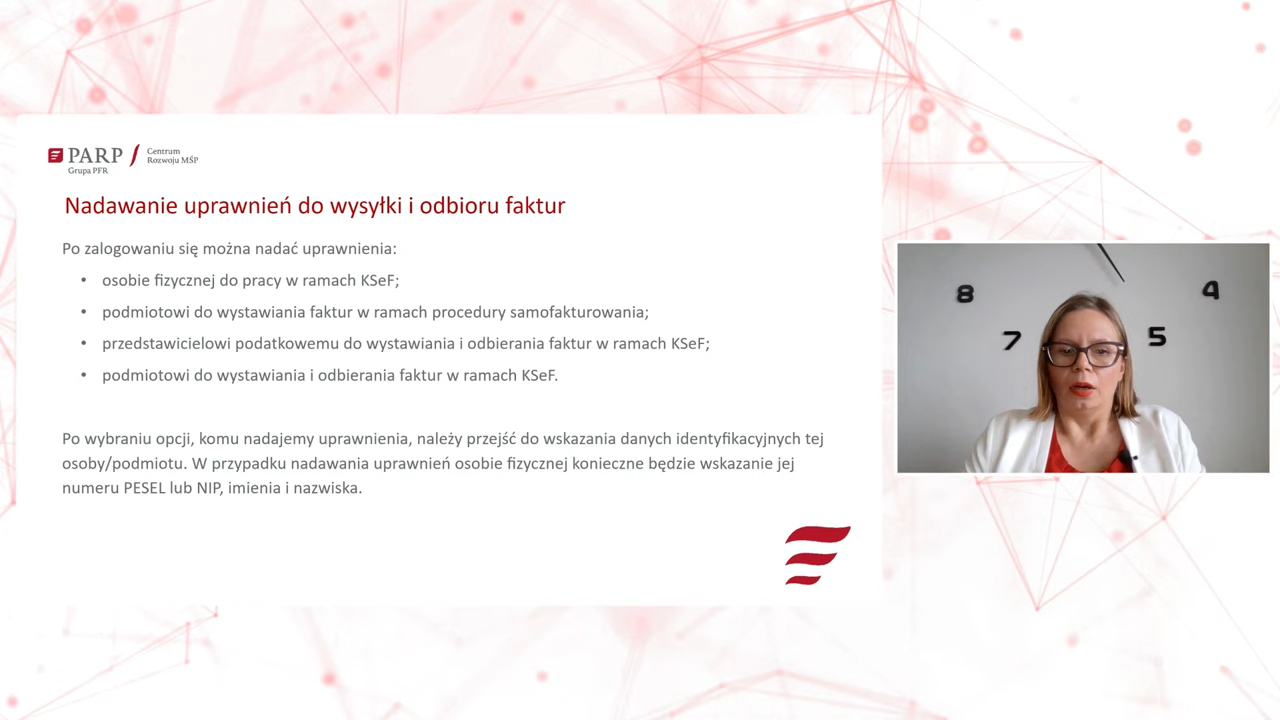 PARP
Grupa PFR
Centrum
Rozwoju MŚP
Nadawanie uprawnień do wysyłki i odbioru faktur
Po zalogowaniu się można nadać uprawnienia:
• osobie fizycznej do pracy w ramach KSeF;
• podmiotowi do wystawiania faktur w ramach procedury samofakturowania;
• przedstawicielowi podatkowemu do wystawiania i odbierania faktur w ramach KSeF;
• podmiotowi do wystawiania i odbierania faktur w ramach KSeF.
Po wybraniu opcji, komu nadajemy uprawnienia, należy przejść do wskazania danych identyfikacyjnych tej
osoby/podmiotu. W przypadku nadawania uprawnień osobie fizycznej konieczne będzie wskazanie jej
numeru PESEL lub NIP, imienia i nazwiska.
8 4
7 5